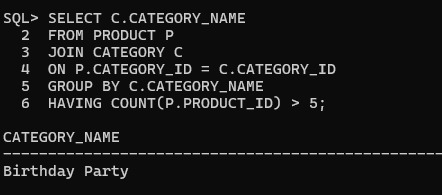 SQL> SELECT C.CATEGORY_NAME
  2  FROM PRODUCT P
  3  JOIN CATEGORY C
  4  ON P.CATEGORY_ID = C.CATEGORY_ID
  5  GROUP BY C.CATEGORY_NAME
  6  HAVING COUNT(P.PRODUCT_ID) > 5;

CATEGORY_NAME
--------------------------------------------------
Birthday Party